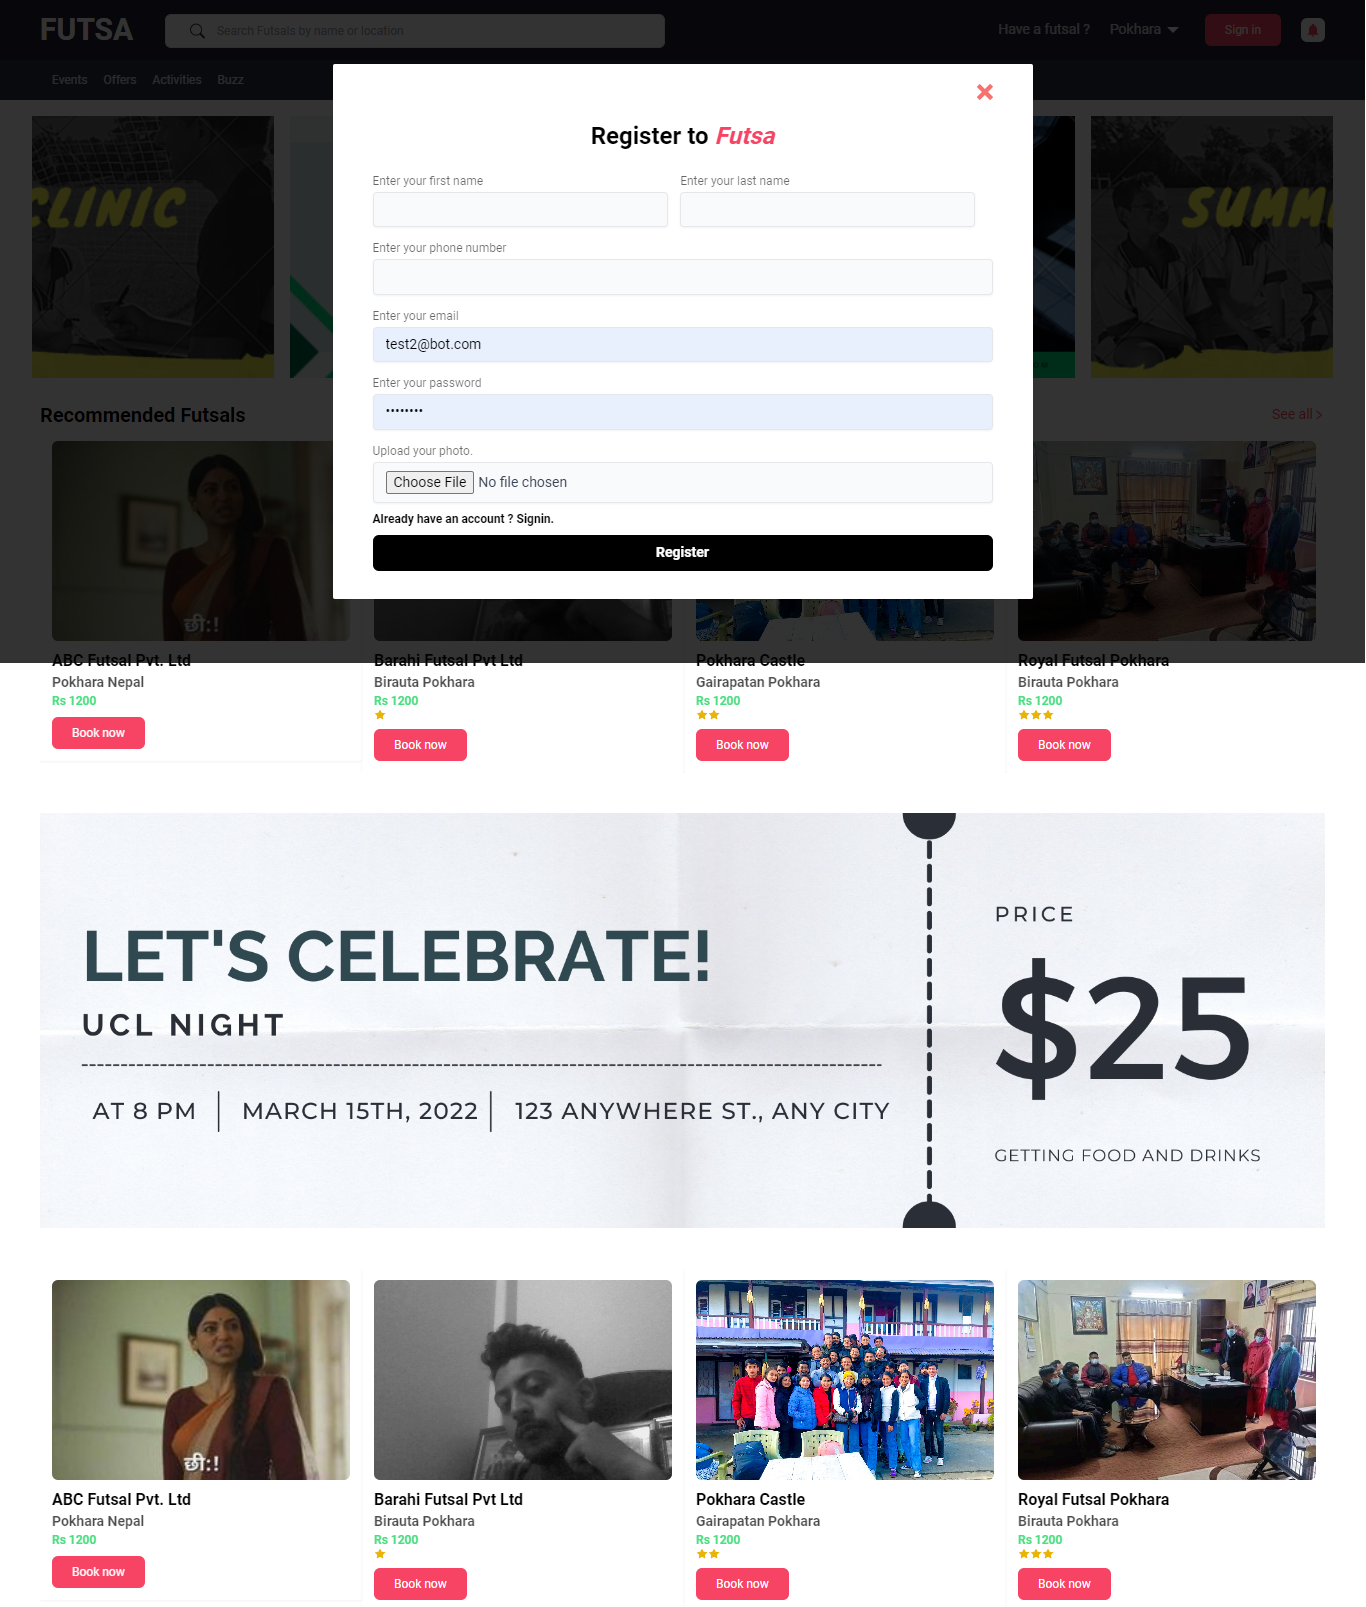 FUTSA
Search Futsals by name or location
Have a futsal ?
Pokhara
Sign in
Events
Offers
Activities
Buzz
CLINIC
SUMM
Register to Futsa
Enter your first name
Enter your last name
Enter your phone number
Enter your email
test2@bot.com
Enter your password
••••••••
Upload your photo.
Choose File No file chosen
Already have an account ? Signin.
Register
Recommended Futsals
See all
छी:!
ABC Futsal Pvt. Ltd
Pokhara Nepal
Rs 1200
Book now
Barahi Futsal Pvt Ltd
Birauta Pokhara
Rs 1200
Book now
Pokhara Castle
Gairapatan Pokhara
Rs 1200
Book now
Royal Futsal Pokhara
Birauta Pokhara
Rs 1200
Book now
LET'S CELEBRATE!
UCL NIGHT
AT 8 PM
MARCH 15TH, 2022
123 ANYWHERE ST., ANY CITY
PRICE
$25
GETTING FOOD AND DRINKS
छी:!
ABC Futsal Pvt. Ltd
Pokhara Nepal
Rs 1200
Book now
Barahi Futsal Pvt Ltd
Birauta Pokhara
Rs 1200
Book now
Pokhara Castle
Gairapatan Pokhara
Rs 1200
Book now
Royal Futsal Pokhara
Birauta Pokhara
Rs 1200
Book now